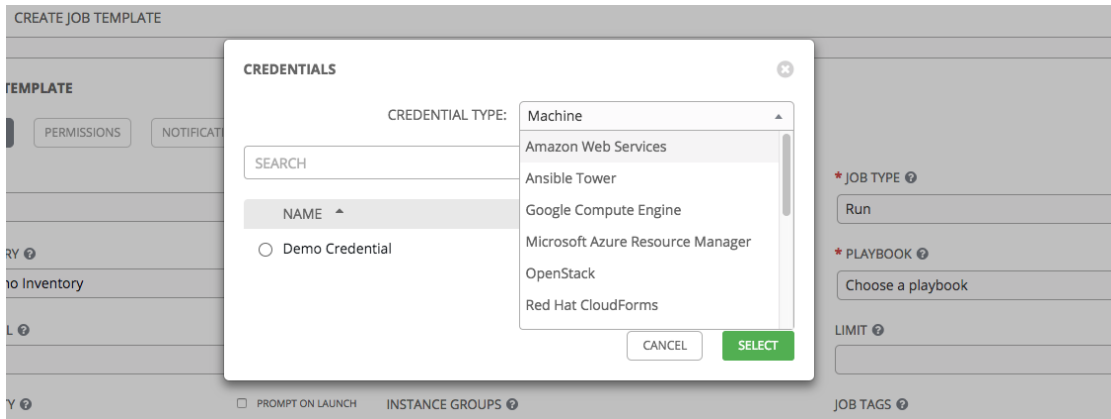 CREATE JOB TEMPLATE
TEMPLATE
PERMISSIONS
NOTIFICATI
CREDENTIALS
CREDENTIAL TYPE:
Machine
Amazon Web Services
Ansible Tower
Google Compute Engine
Microsoft Azure Resource Manager
OpenStack
Red Hat CloudForms
SEARCH
NAME
Demo Credential
CANCEL
SELECT
* JOB TYPE
Run
RY
no Inventory
* PLAYBOOK
Choose a playbook
L
LIMIT
TY
PROMPT ON LAUNCH
INSTANCE GROUPS
JOB TAGS